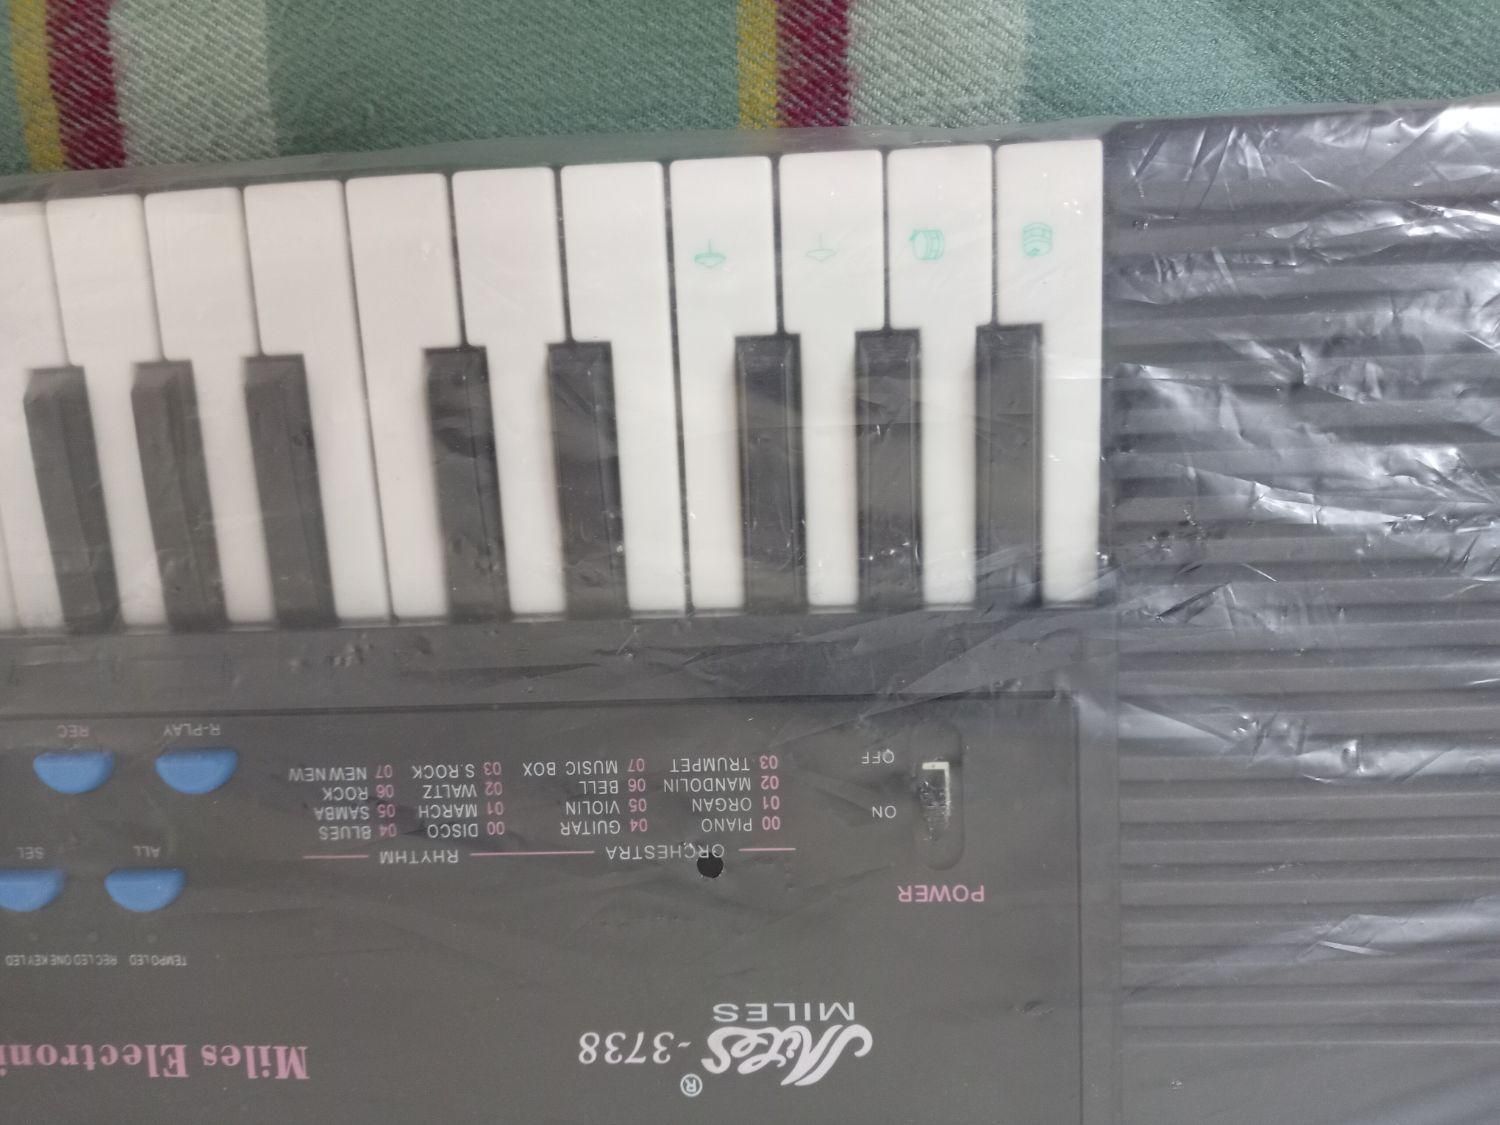 Miles®-3738
MILES
Miles Electroni
POWER
ON
OFF
ORCHESTRA
00 PIANO 04 GUITAR
01 ORGAN 05 VIOLIN
02 MANDOLIN 06 BELL
03 TRUMPET 07 MUSIC BOX
RHYTHM
00 DISCO 04 BLUES
01 MARCH 05 SAMBA
02 WALTZ 06 ROCK
03 S.ROCK 07 NEW NEW
TEMPO LED REC LED ONE KEY LED
ALL SEL
R-PLAY REC